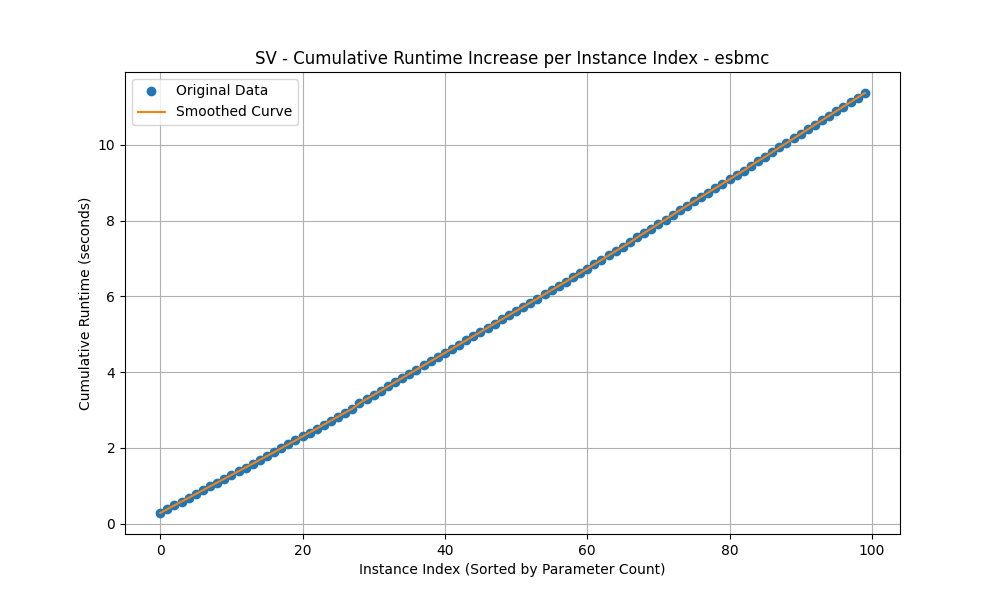 SV - Cumulative Runtime Increase per Instance Index - esbmc
Original Data
Smoothed Curve
10
8
6
4
2
0
Cumulative Runtime (seconds)
0 20 40 60 80 100
Instance Index (Sorted by Parameter Count)